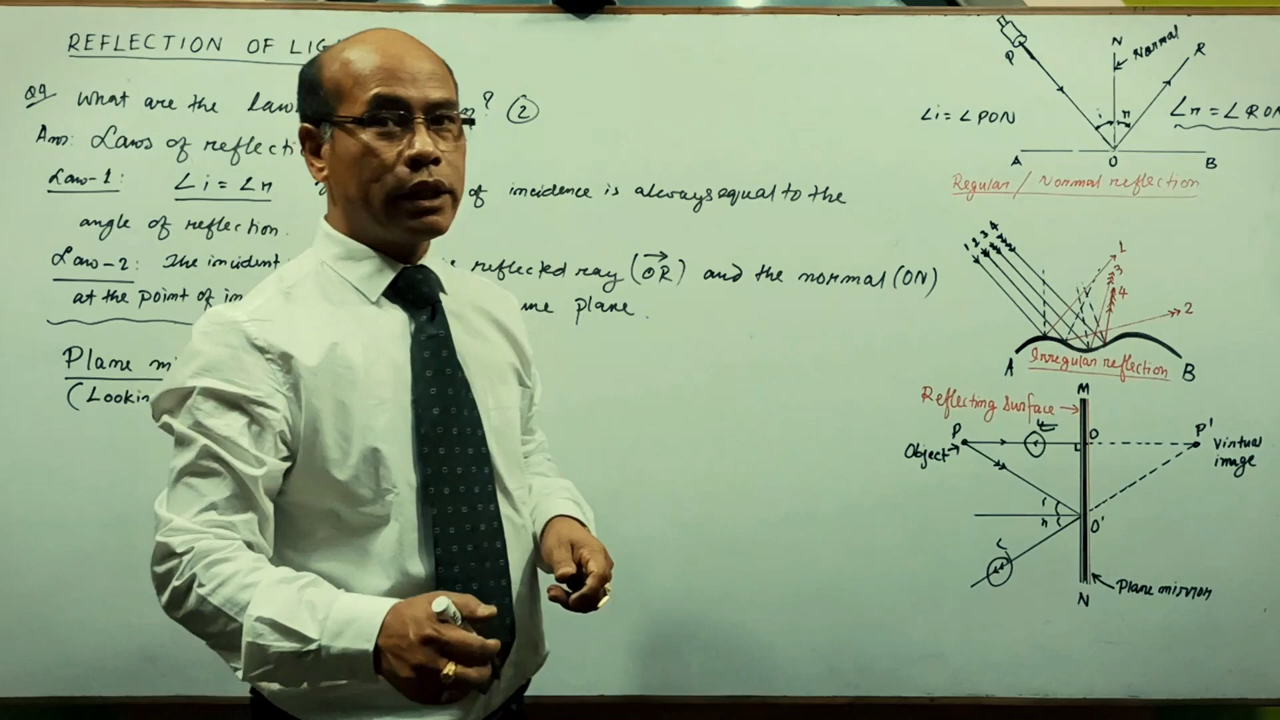 REFLECTION OF LIG
Q9 What are the law ? (2)
Ans: Laws of reflecti
Law-1: ∠i = ∠r of incidence is always equal to the
angle of reflection.
Law-2: The incident reflected ray (OR) and the normal (ON)
at the point of in me plane.
Plane mi
(Lookin
P
N
Normal
R
i r
∠i = ∠PON
∠r = ∠RON
A O B
Regular / Normal reflection
1 2 3 4
1
3
4
2
A B
Irregular reflection
M
Reflecting surface
P
O
P'
Object
Virtual
image
i
r
O'
Plane mirror
N